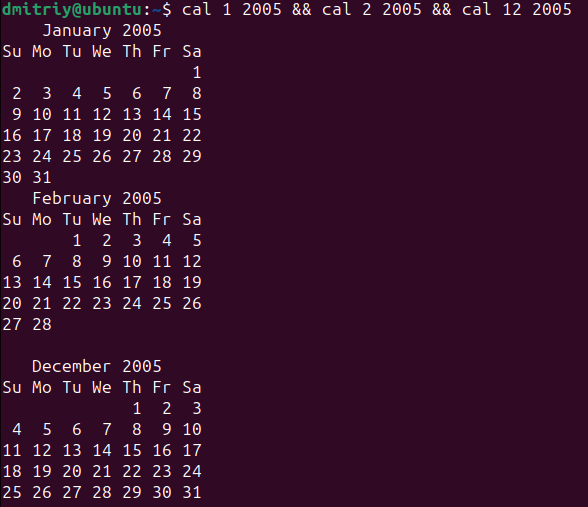 dmitriy@ubuntu:~$ cal 1 2005 && cal 2 2005 && cal 12 2005
    January 2005
Su Mo Tu We Th Fr Sa
                   1
 2  3  4  5  6  7  8
 9 10 11 12 13 14 15
16 17 18 19 20 21 22
23 24 25 26 27 28 29
30 31
   February 2005
Su Mo Tu We Th Fr Sa
       1  2  3  4  5
 6  7  8  9 10 11 12
13 14 15 16 17 18 19
20 21 22 23 24 25 26
27 28

   December 2005
Su Mo Tu We Th Fr Sa
             1  2  3
 4  5  6  7  8  9 10
11 12 13 14 15 16 17
18 19 20 21 22 23 24
25 26 27 28 29 30 31